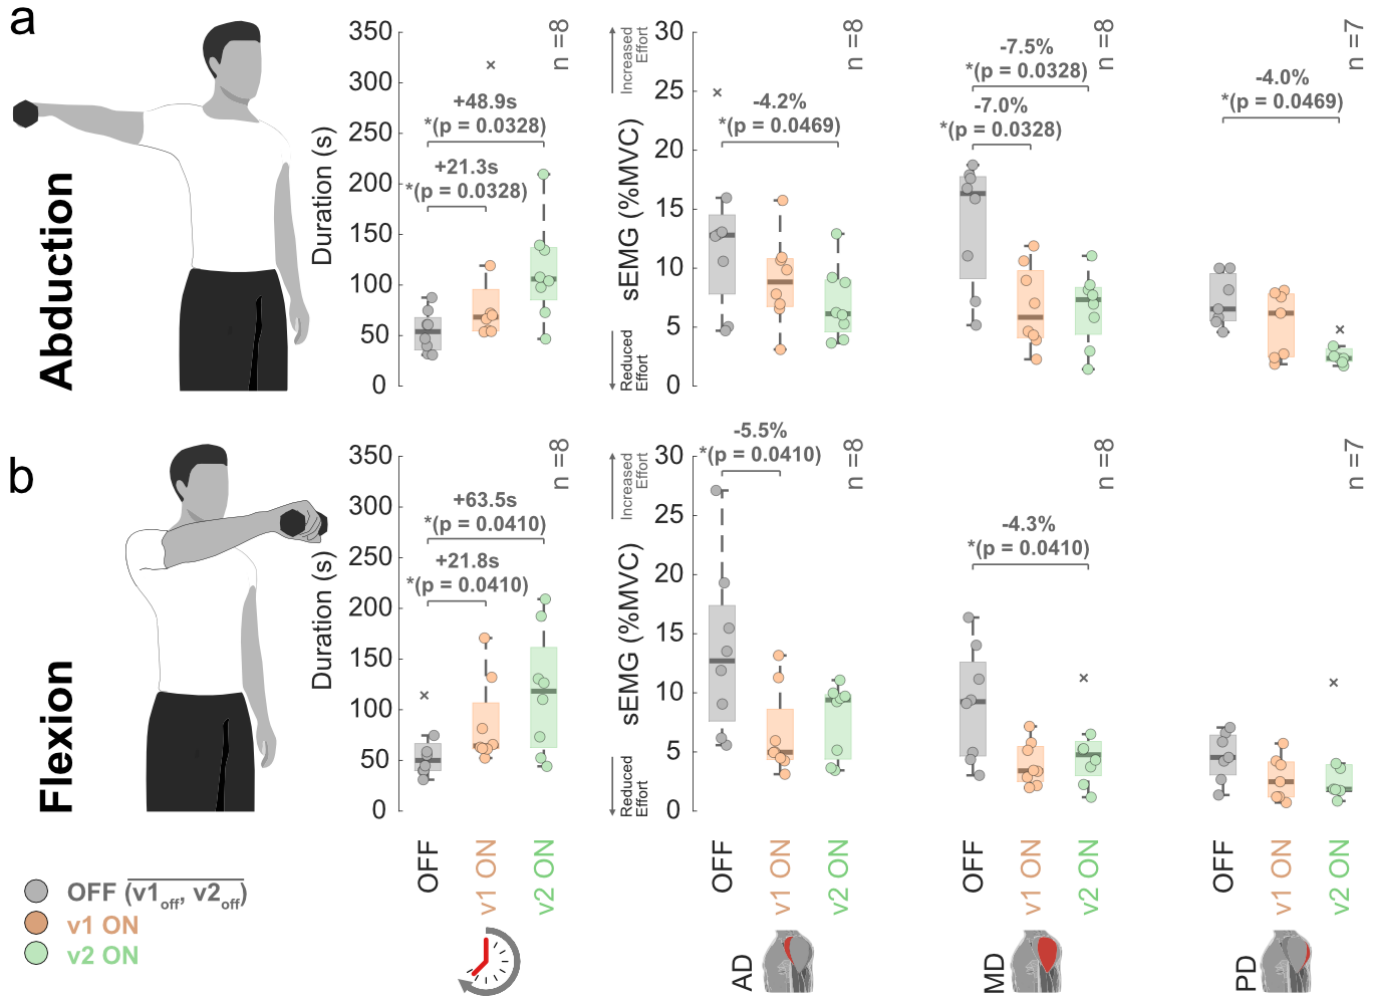 a
Abduction
Duration (s)
350
300
250
200
150
100
50
0
n =8
×
+48.9s
*(p = 0.0328)
+21.3s
*(p = 0.0328)
Increased
Effort
Reduced
Effort
sEMG (%MVC)
30
25
20
15
10
5
0
n =8
-4.2%
*(p = 0.0469)
n =8
-7.5%
*(p = 0.0328)
-7.0%
*(p = 0.0328)
n =7
-4.0%
*(p = 0.0469)
b
Flexion
Duration (s)
350
300
250
200
150
100
50
0
n =8
+63.5s
*(p = 0.0410)
+21.8s
*(p = 0.0410)
Increased
Effort
Reduced
Effort
sEMG (%MVC)
30
25
20
15
10
5
0
-5.5%
*(p = 0.0410)
n =8
-4.3%
*(p = 0.0410)
n =8
n =7
OFF
v1 ON
v2 ON
OFF
v1 ON
v2 ON
OFF
v1 ON
v2 ON
OFF
v1 ON
v2 ON
OFF (v1off, v2off)
v1 ON
v2 ON
AD
MD
PD